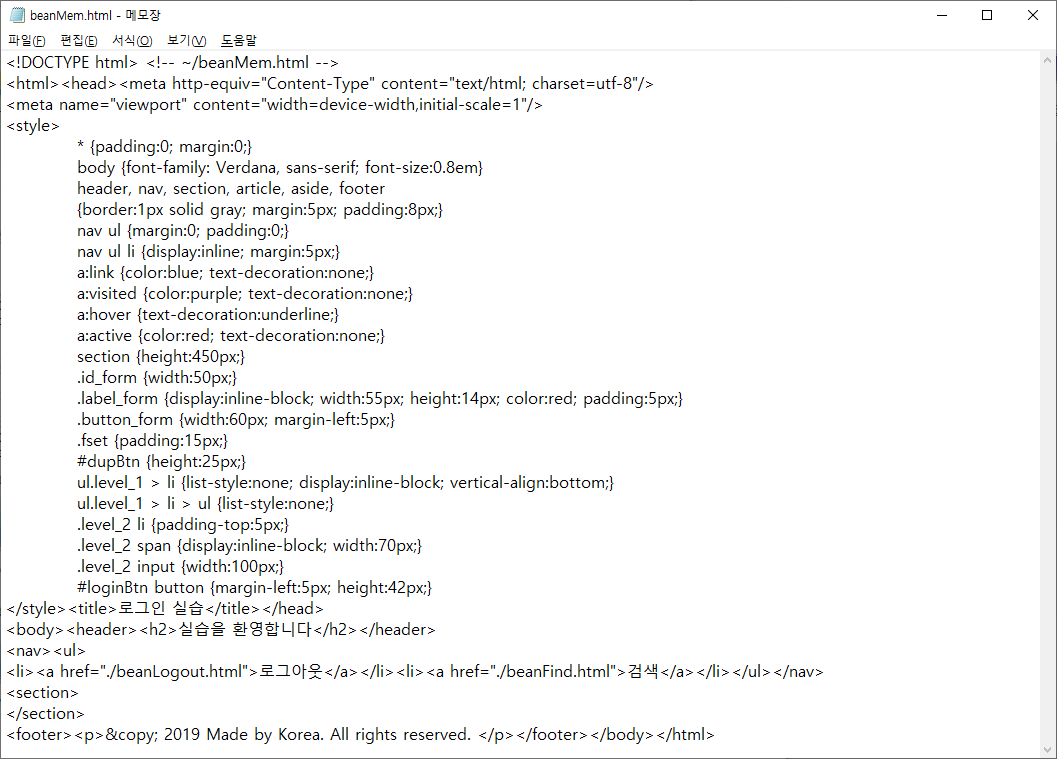 beanMem.html - 메모장
파일(F) 편집(E) 서식(O) 보기(V) 도움말
<!DOCTYPE html> <!-- ~/beanMem.html -->
<html><head><meta http-equiv="Content-Type" content="text/html; charset=utf-8"/>
<meta name="viewport" content="width=device-width,initial-scale=1"/>
<style>
* {padding:0; margin:0;}
body {font-family: Verdana, sans-serif; font-size:0.8em}
header, nav, section, article, aside, footer
{border:1px solid gray; margin:5px; padding:8px;}
nav ul {margin:0; padding:0;}
nav ul li {display:inline; margin:5px;}
a:link {color:blue; text-decoration:none;}
a:visited {color:purple; text-decoration:none;}
a:hover {text-decoration:underline;}
a:active {color:red; text-decoration:none;}
section {height:450px;}
.id_form {width:50px;}
.label_form {display:inline-block; width:55px; height:14px; color:red; padding:5px;}
.button_form {width:60px; margin-left:5px;}
.fset {padding:15px;}
#dupBtn {height:25px;}
ul.level_1 > li {list-style:none; display:inline-block; vertical-align:bottom;}
ul.level_1 > li > ul {list-style:none;}
.level_2 li {padding-top:5px;}
.level_2 span {display:inline-block; width:70px;}
.level_2 input {width:100px;}
#loginBtn button {margin-left:5px; height:42px;}
</style><title>로그인 실습</title></head>
<body><header><h2>실습을 환영합니다</h2></header>
<nav><ul>
<li><a href="./beanLogout.html">로그아웃</a></li><li><a href="./beanFind.html">검색</a></li></ul></nav>
<section>
</section>
<footer><p>&copy; 2019 Made by Korea. All rights reserved. </p></footer></body></html>